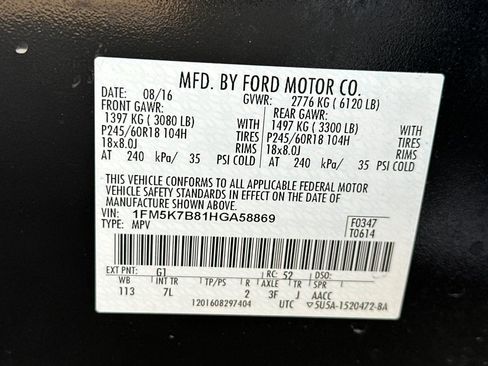 MFD. BY FORD MOTOR CO.
DATE: 08/16 GVWR: 2776 KG ( 6120 LB)
FRONT GAWR: REAR GAWR:
1397 KG ( 3080 LB) WITH 1497 KG ( 3300 LB) WITH
P245/60R18 104H TIRES P245/60R18 104H TIRES
18x8.0J RIMS 18x8.0J RIMS
AT 240 kPa/ 35 PSI COLD AT 240 kPa/ 35 PSI COLD
THIS VEHICLE CONFORMS TO ALL APPLICABLE FEDERAL MOTOR
VEHICLE SAFETY STANDARDS IN EFFECT ON THE DATE OF
MANUFACTURE SHOWN ABOVE.
VIN: 1FM5K7B81HGA58869 F0347
TYPE: MPV T0614
EXT PNT: G1 RC: 52 DSO:
WB INT TR TP/PS R AXLE TR SPR
113 7L 2 3F J AACC
1201608297404 UTC 5U5A-1520472-BA